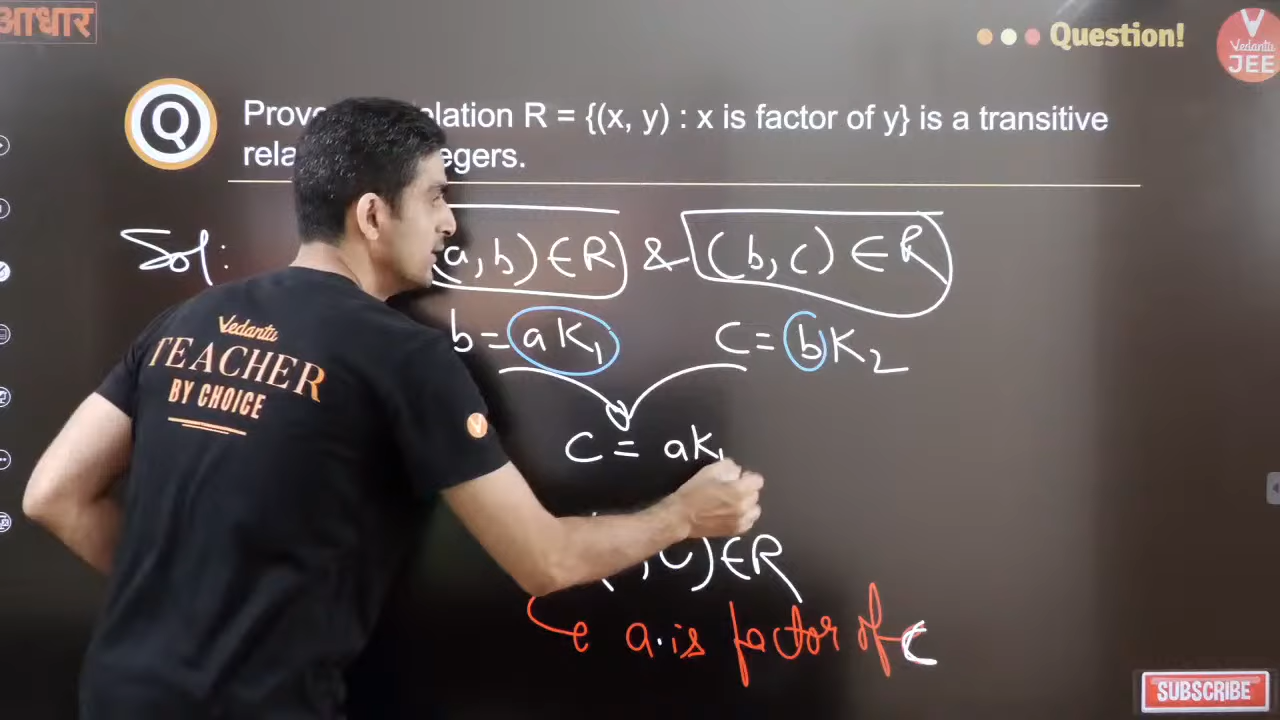 आधार
Question!
Vedantu
JEE
Q
Prove relation R = {(x, y) : x is factor of y} is a transitive
rela egers.
Sol:
(a, b) ∈ R & (b, c) ∈ R
b = aK₁ C = bK₂
C = aK₁
, C) ∈ R
a is factor of C
Vedantu
TEACHER
BY CHOICE
SUBSCRIBE